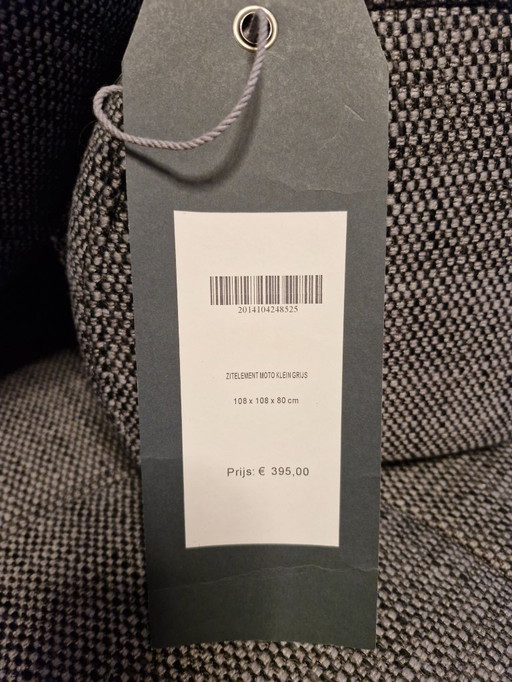 2014104248525
ZITELEMENT MOTO KLEIN GRIJS
108 x 108 x 80 cm
Prijs: € 395,00